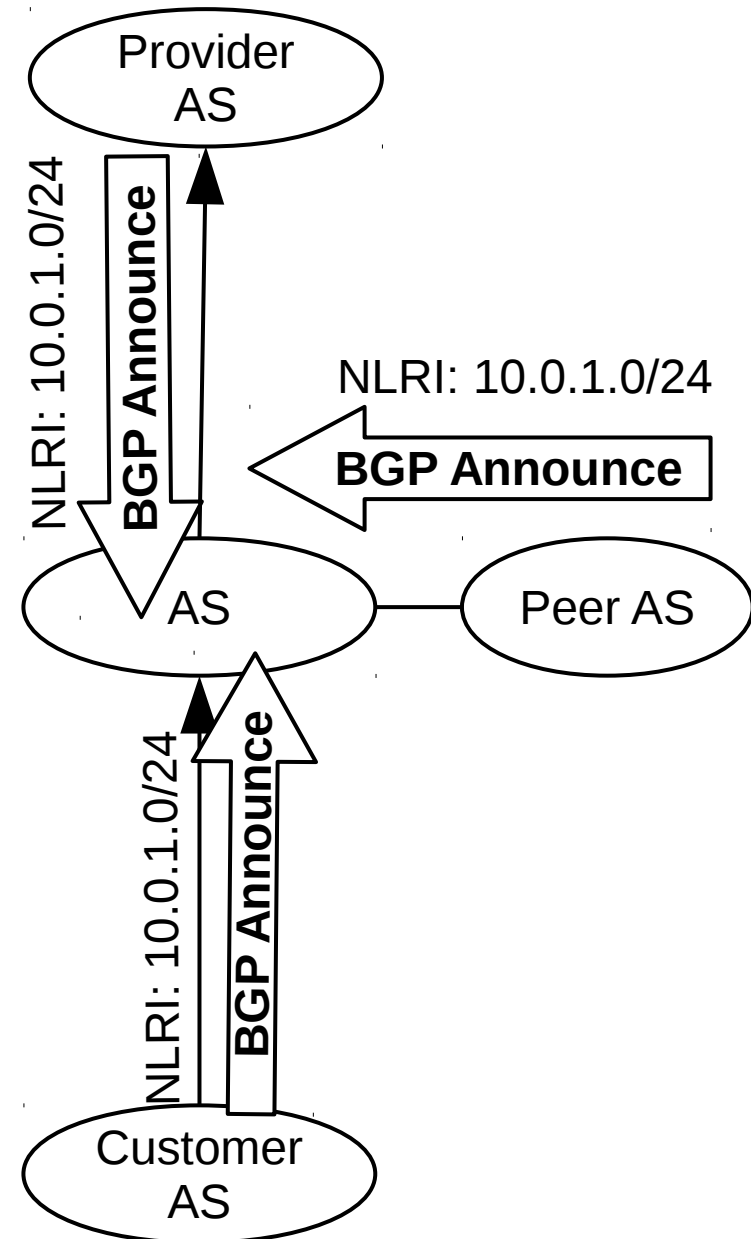 Provider
AS
NLRI: 10.0.1.0/24
BGP Announce
NLRI: 10.0.1.0/24
BGP Announce
AS
Peer AS
NLRI: 10.0.1.0/24
BGP Announce
Customer
AS